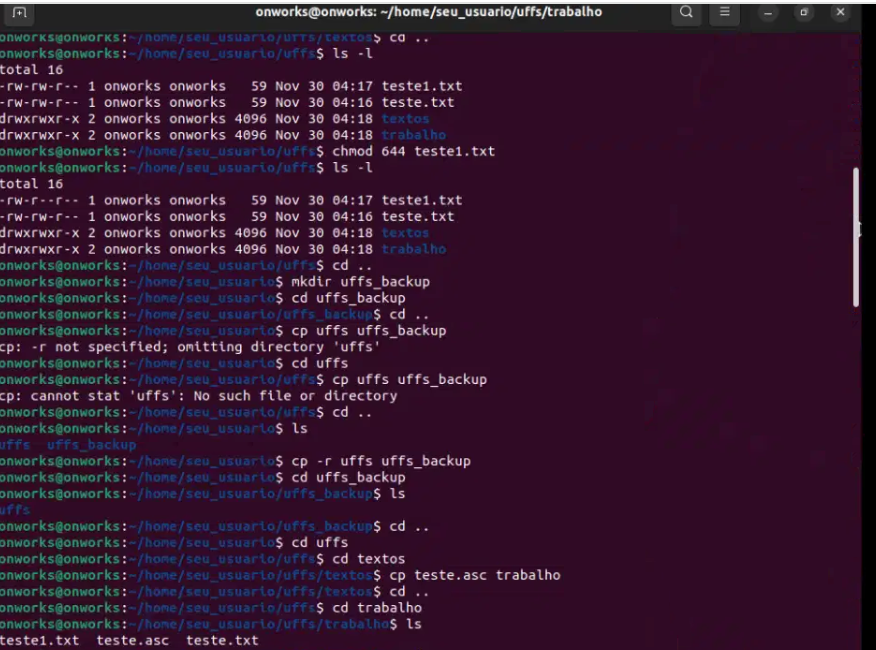 onworks@onworks: ~/home/seu_usuario/uffs/trabalho
onworks@onworks:~/home/seu_usuario/uffs/textos$ cd ..
onworks@onworks:~/home/seu_usuario/uffs$ ls -l
total 16
-rw-rw-r-- 1 onworks onworks   59 Nov 30 04:17 teste1.txt
-rw-rw-r-- 1 onworks onworks   59 Nov 30 04:16 teste.txt
drwxrwxr-x 2 onworks onworks 4096 Nov 30 04:18 textos
drwxrwxr-x 2 onworks onworks 4096 Nov 30 04:18 trabalho
onworks@onworks:~/home/seu_usuario/uffs$ chmod 644 teste1.txt
onworks@onworks:~/home/seu_usuario/uffs$ ls -l
total 16
-rw-r--r-- 1 onworks onworks   59 Nov 30 04:17 teste1.txt
-rw-rw-r-- 1 onworks onworks   59 Nov 30 04:16 teste.txt
drwxrwxr-x 2 onworks onworks 4096 Nov 30 04:18 textos
drwxrwxr-x 2 onworks onworks 4096 Nov 30 04:18 trabalho
onworks@onworks:~/home/seu_usuario/uffs$ cd ..
onworks@onworks:~/home/seu_usuario$ mkdir uffs_backup
onworks@onworks:~/home/seu_usuario$ cd uffs_backup
onworks@onworks:~/home/seu_usuario/uffs_backup$ cd ..
onworks@onworks:~/home/seu_usuario$ cp uffs uffs_backup
cp: -r not specified; omitting directory 'uffs'
onworks@onworks:~/home/seu_usuario$ cd uffs
onworks@onworks:~/home/seu_usuario/uffs$ cp uffs uffs_backup
cp: cannot stat 'uffs': No such file or directory
onworks@onworks:~/home/seu_usuario/uffs$ cd ..
onworks@onworks:~/home/seu_usuario$ ls
uffs  uffs_backup
onworks@onworks:~/home/seu_usuario$ cp -r uffs uffs_backup
onworks@onworks:~/home/seu_usuario$ cd uffs_backup
onworks@onworks:~/home/seu_usuario/uffs_backup$ ls
uffs
onworks@onworks:~/home/seu_usuario/uffs_backup$ cd ..
onworks@onworks:~/home/seu_usuario$ cd uffs
onworks@onworks:~/home/seu_usuario/uffs$ cd textos
onworks@onworks:~/home/seu_usuario/uffs/textos$ cp teste.asc trabalho
onworks@onworks:~/home/seu_usuario/uffs/textos$ cd ..
onworks@onworks:~/home/seu_usuario/uffs$ cd trabalho
onworks@onworks:~/home/seu_usuario/uffs/trabalho$ ls
teste1.txt  teste.asc  teste.txt